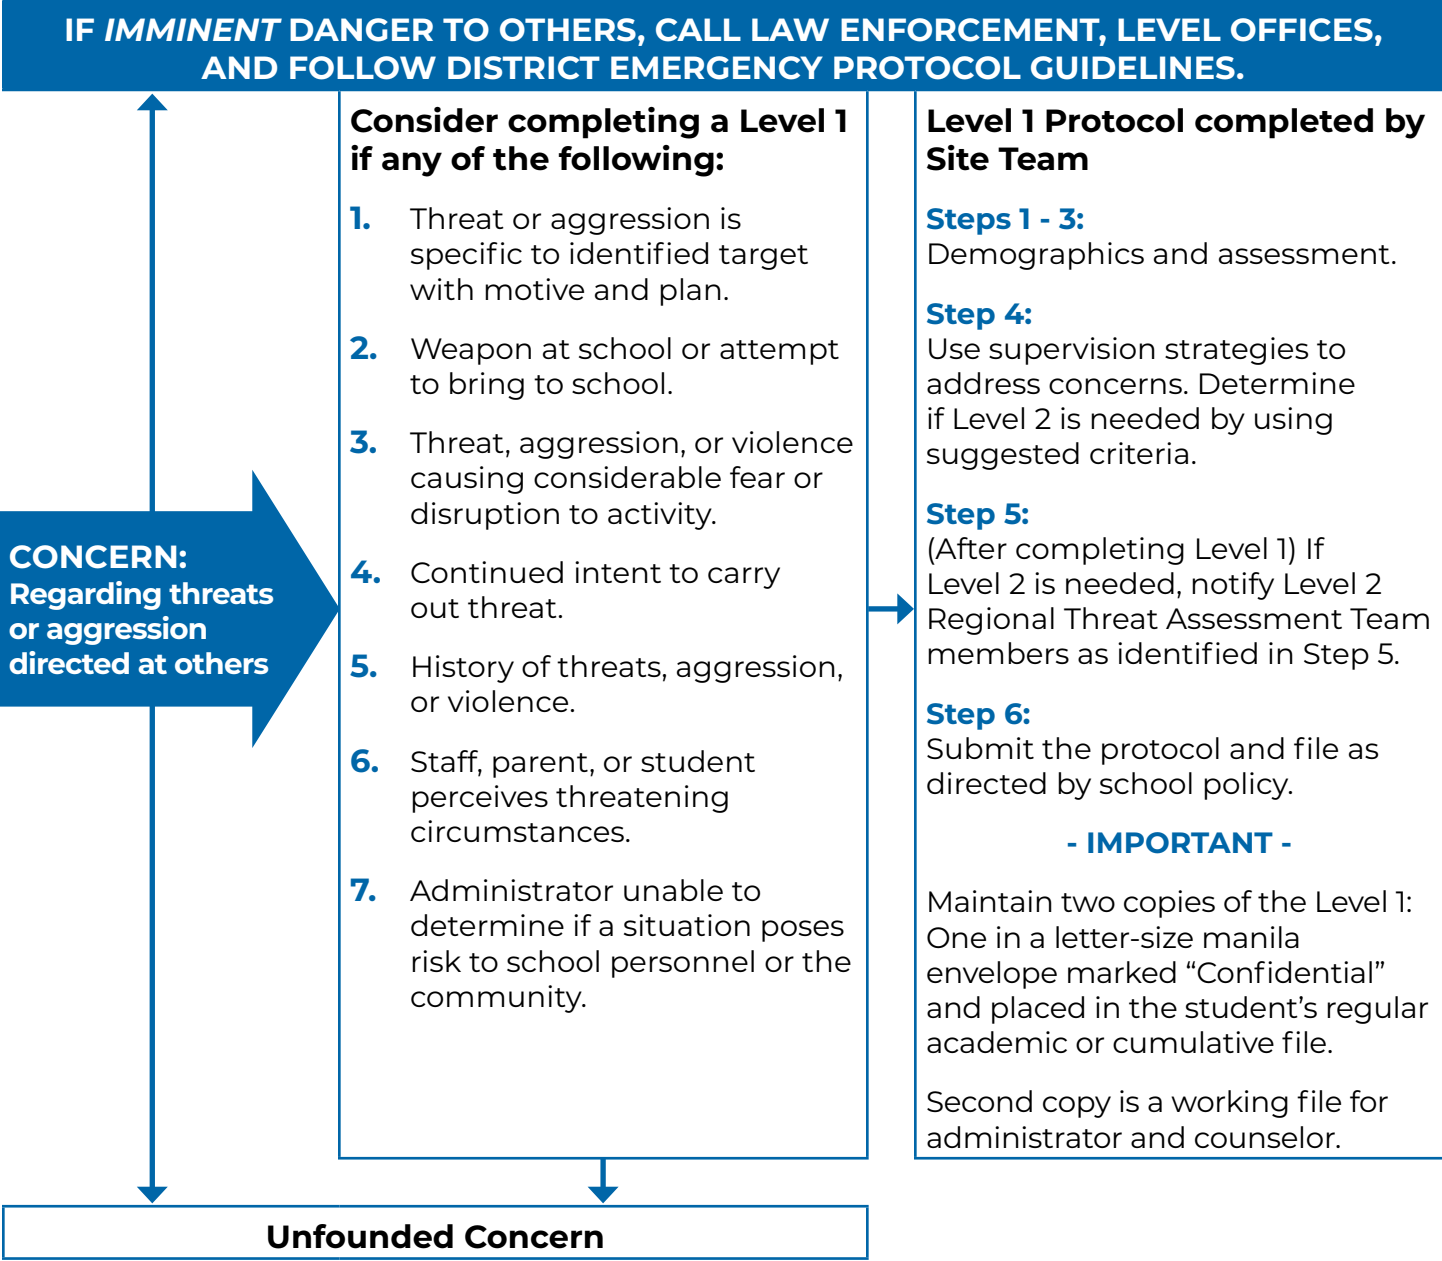 IF IMMINENT DANGER TO OTHERS, CALL LAW ENFORCEMENT, LEVEL OFFICES,
AND FOLLOW DISTRICT EMERGENCY PROTOCOL GUIDELINES.
CONCERN:
Regarding threats
or aggression
directed at others
Consider completing a Level 1
if any of the following:
1. Threat or aggression is
specific to identified target
with motive and plan.
2. Weapon at school or attempt
to bring to school.
3. Threat, aggression, or violence
causing considerable fear or
disruption to activity.
4. Continued intent to carry
out threat.
5. History of threats, aggression,
or violence.
6. Staff, parent, or student
perceives threatening
circumstances.
7. Administrator unable to
determine if a situation poses
risk to school personnel or the
community.
Level 1 Protocol completed by
Site Team
Steps 1 - 3:
Demographics and assessment.
Step 4:
Use supervision strategies to
address concerns. Determine
if Level 2 is needed by using
suggested criteria.
Step 5:
(After completing Level 1) If
Level 2 is needed, notify Level 2
Regional Threat Assessment Team
members as identified in Step 5.
Step 6:
Submit the protocol and file as
directed by school policy.
- IMPORTANT -
Maintain two copies of the Level 1:
One in a letter-size manila
envelope marked “Confidential”
and placed in the student’s regular
academic or cumulative file.
Second copy is a working file for
administrator and counselor.
Unfounded Concern